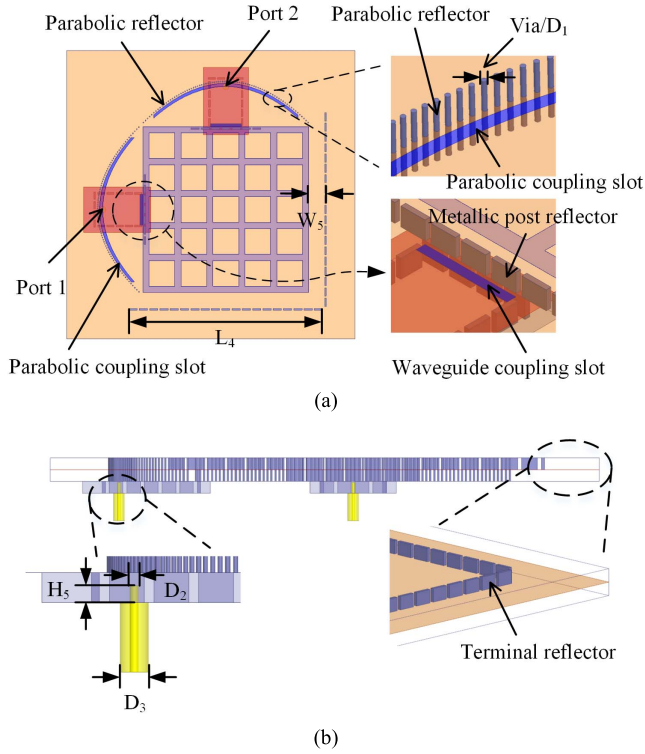 Parabolic reflector
Port 2
Via/D1
Parabolic reflector
Parabolic coupling slot
Metallic post reflector
W5
Port 1
L4
Parabolic coupling slot
Waveguide coupling slot
(a)
H5
D2
D3
Terminal reflector
(b)